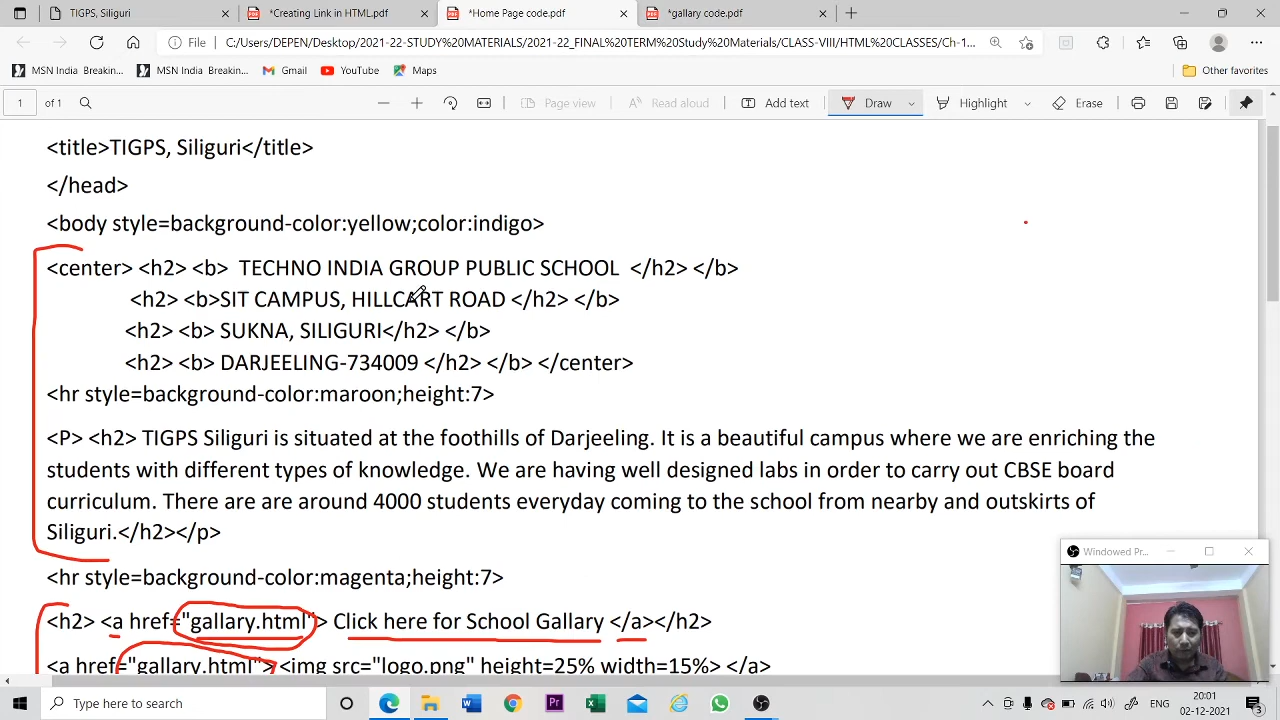 TIGPS, Siliguri
*Creating Link in HTML.pdf
*Home Page code.pdf
*gallary code.pdf
File C:/Users/DEPEN/Desktop/2021-22-STUDY%20MATERIALS/2021-22_FINAL%20TERM%20Study%20Materials/CLASS-VIII/HTML%20CLASSES/Ch-1...
MSN India Breakin... MSN India Breakin... Gmail YouTube Maps Other favorites
1 of 1 Page view Read aloud Add text Draw Highlight Erase
<title>TIGPS, Siliguri</title>
</head>
<body style=background-color:yellow;color:indigo>
<center> <h2> <b> TECHNO INDIA GROUP PUBLIC SCHOOL </h2> </b>
<h2> <b>SIT CAMPUS, HILLCART ROAD </h2> </b>
<h2> <b> SUKNA, SILIGURI</h2> </b>
<h2> <b> DARJEELING-734009 </h2> </b> </center>
<hr style=background-color:maroon;height:7>
<P> <h2> TIGPS Siliguri is situated at the foothills of Darjeeling. It is a beautiful campus where we are enriching the
students with different types of knowledge. We are having well designed labs in order to carry out CBSE board
curriculum. There are are around 4000 students everyday coming to the school from nearby and outskirts of
Siliguri.</h2></p>
<hr style=background-color:magenta;height:7>
<h2> <a href="gallary.html"> Click here for School Gallary </a></h2>
<a href="gallary.html"> <img src="logo.png" height=25% width=15%> </a>
Windowed Pr...
Type here to search
ENG
20:01
02-12-2021
3